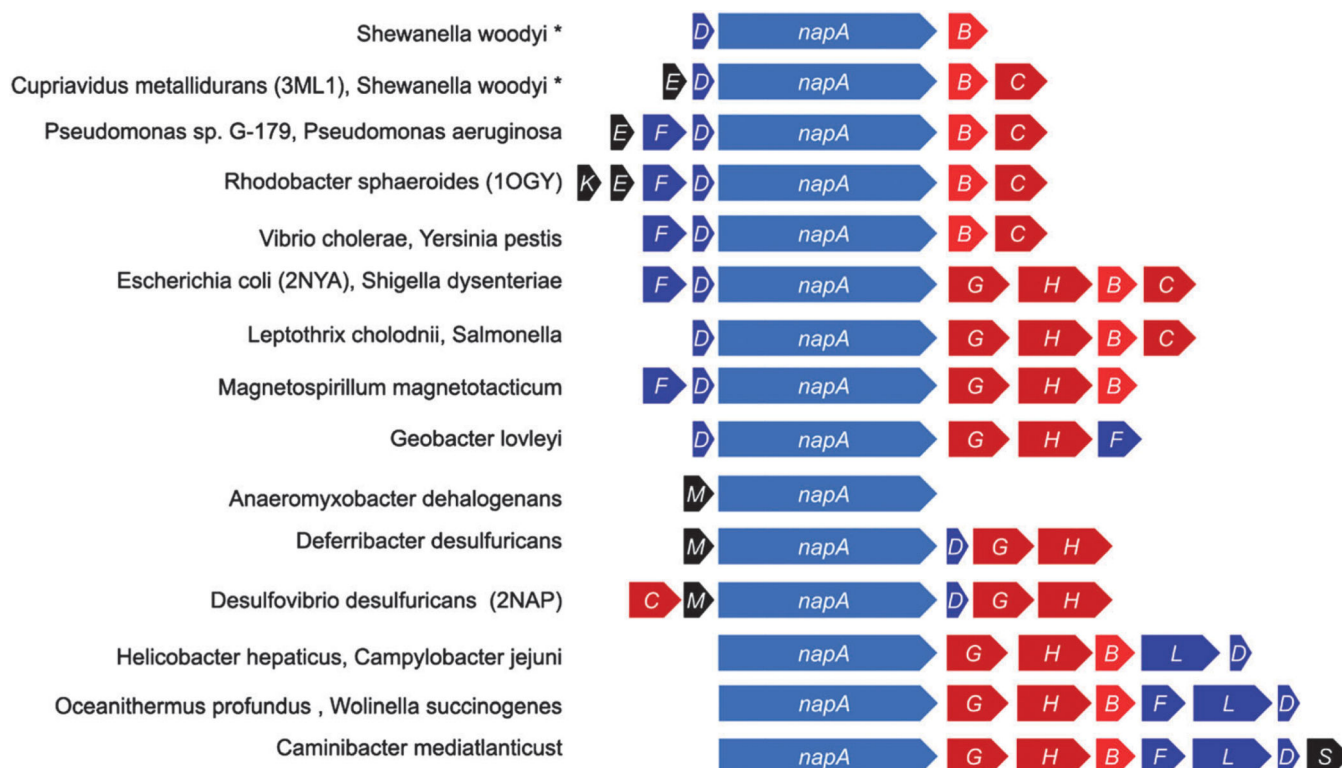 Shewanella woodyi * D napA B
Cupriavidus metallidurans (3ML1), Shewanella woodyi * E D napA B C
Pseudomonas sp. G-179, Pseudomonas aeruginosa E F D napA B C
Rhodobacter sphaeroides (1OGY) K E F D napA B C
Vibrio cholerae, Yersinia pestis F D napA B C
Escherichia coli (2NYA), Shigella dysenteriae F D napA G H B C
Leptothrix cholodnii, Salmonella D napA G H B C
Magnetospirillum magnetotacticum F D napA G H B
Geobacter lovleyi D napA G H F
Anaeromyxobacter dehalogenans M napA
Deferribacter desulfuricans M napA D G H
Desulfovibrio desulfuricans (2NAP) C M napA D G H
Helicobacter hepaticus, Campylobacter jejuni napA G H B L D
Oceanithermus profundus , Wolinella succinogenes napA G H B F L D
Caminibacter mediatlanticust napA G H B F L D S